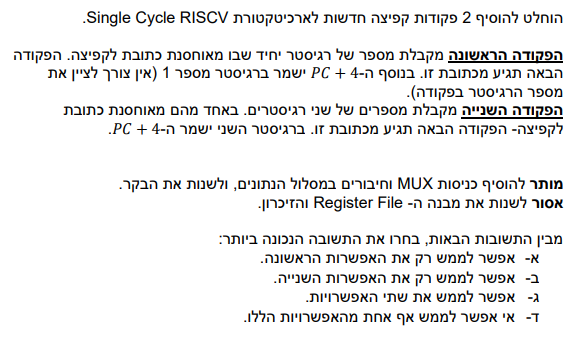 הוחלט להוסיף 2 פקודות קפיצה חדשות לארכיטקטורת Single Cycle RISCV.
הפקודה הראשונה מקבלת מספר של רגיסטר יחיד שבו מאוחסנת כתובת לקפיצה. הפקודה
הבאה תגיע מכתובת זו. בנוסף ה-PC + 4 ישמר ברגיסטר מספר 1 (אין צורך לציין את
מספר הרגיסטר בפקודה).
הפקודה השנייה מקבלת מספרים של שני רגיסטרים. באחד מהם מאוחסנת כתובת
לקפיצה- הפקודה הבאה תגיע מכתובת זו. ברגיסטר השני ישמר ה-PC + 4.
מותר להוסיף כניסות MUX וחיבורים במסלול הנתונים, ולשנות את הבקר.
אסור לשנות את מבנה ה- Register File והזיכרון.
מבין התשובות הבאות, בחרו את התשובה הנכונה ביותר:
א- אפשר לממש רק את האפשרות הראשונה.
ב- אפשר לממש רק את האפשרות השנייה.
ג- אפשר לממש את שתי האפשרויות.
ד- אי אפשר לממש אף אחת מהאפשרויות הללו.